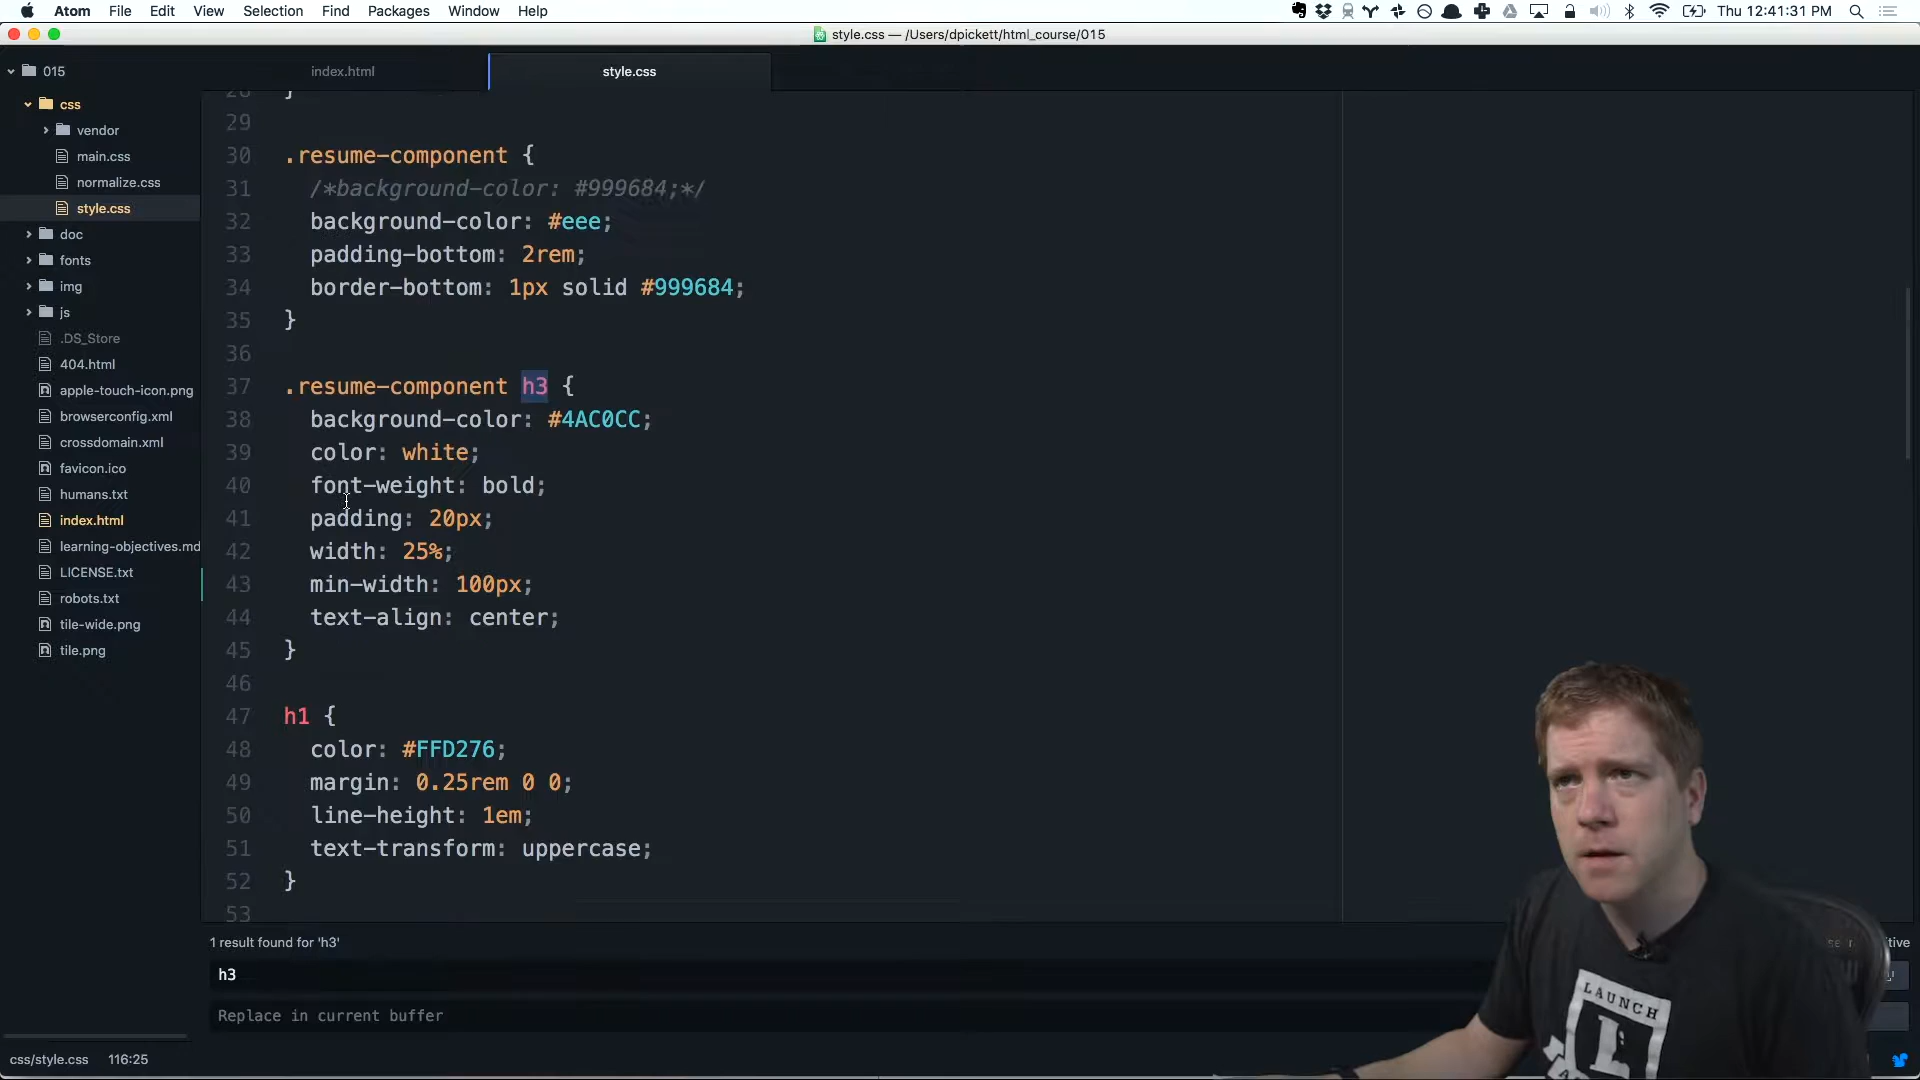 Atom File Edit View Selection Find Packages Window Help Thu 12:41:31 PM
style.css — /Users/dpickett/html_course/015
015
index.html
style.css
css
vendor
main.css
normalize.css
style.css
doc
fonts
img
js
.DS_Store
404.html
apple-touch-icon.png
browserconfig.xml
crossdomain.xml
favicon.ico
humans.txt
index.html
learning-objectives.md
LICENSE.txt
robots.txt
tile-wide.png
tile.png
28 }
29
30 .resume-component {
31 /*background-color: #999684;*/
32 background-color: #eee;
33 padding-bottom: 2rem;
34 border-bottom: 1px solid #999684;
35 }
36
37 .resume-component h3 {
38 background-color: #4AC0CC;
39 color: white;
40 font-weight: bold;
41 padding: 20px;
42 width: 25%;
43 min-width: 100px;
44 text-align: center;
45 }
46
47 h1 {
48 color: #FFD276;
49 margin: 0.25rem 0 0;
50 line-height: 1em;
51 text-transform: uppercase;
52 }
53
1 result found for 'h3'
h3
Replace in current buffer
css/style.css 116:25
LAUNCH